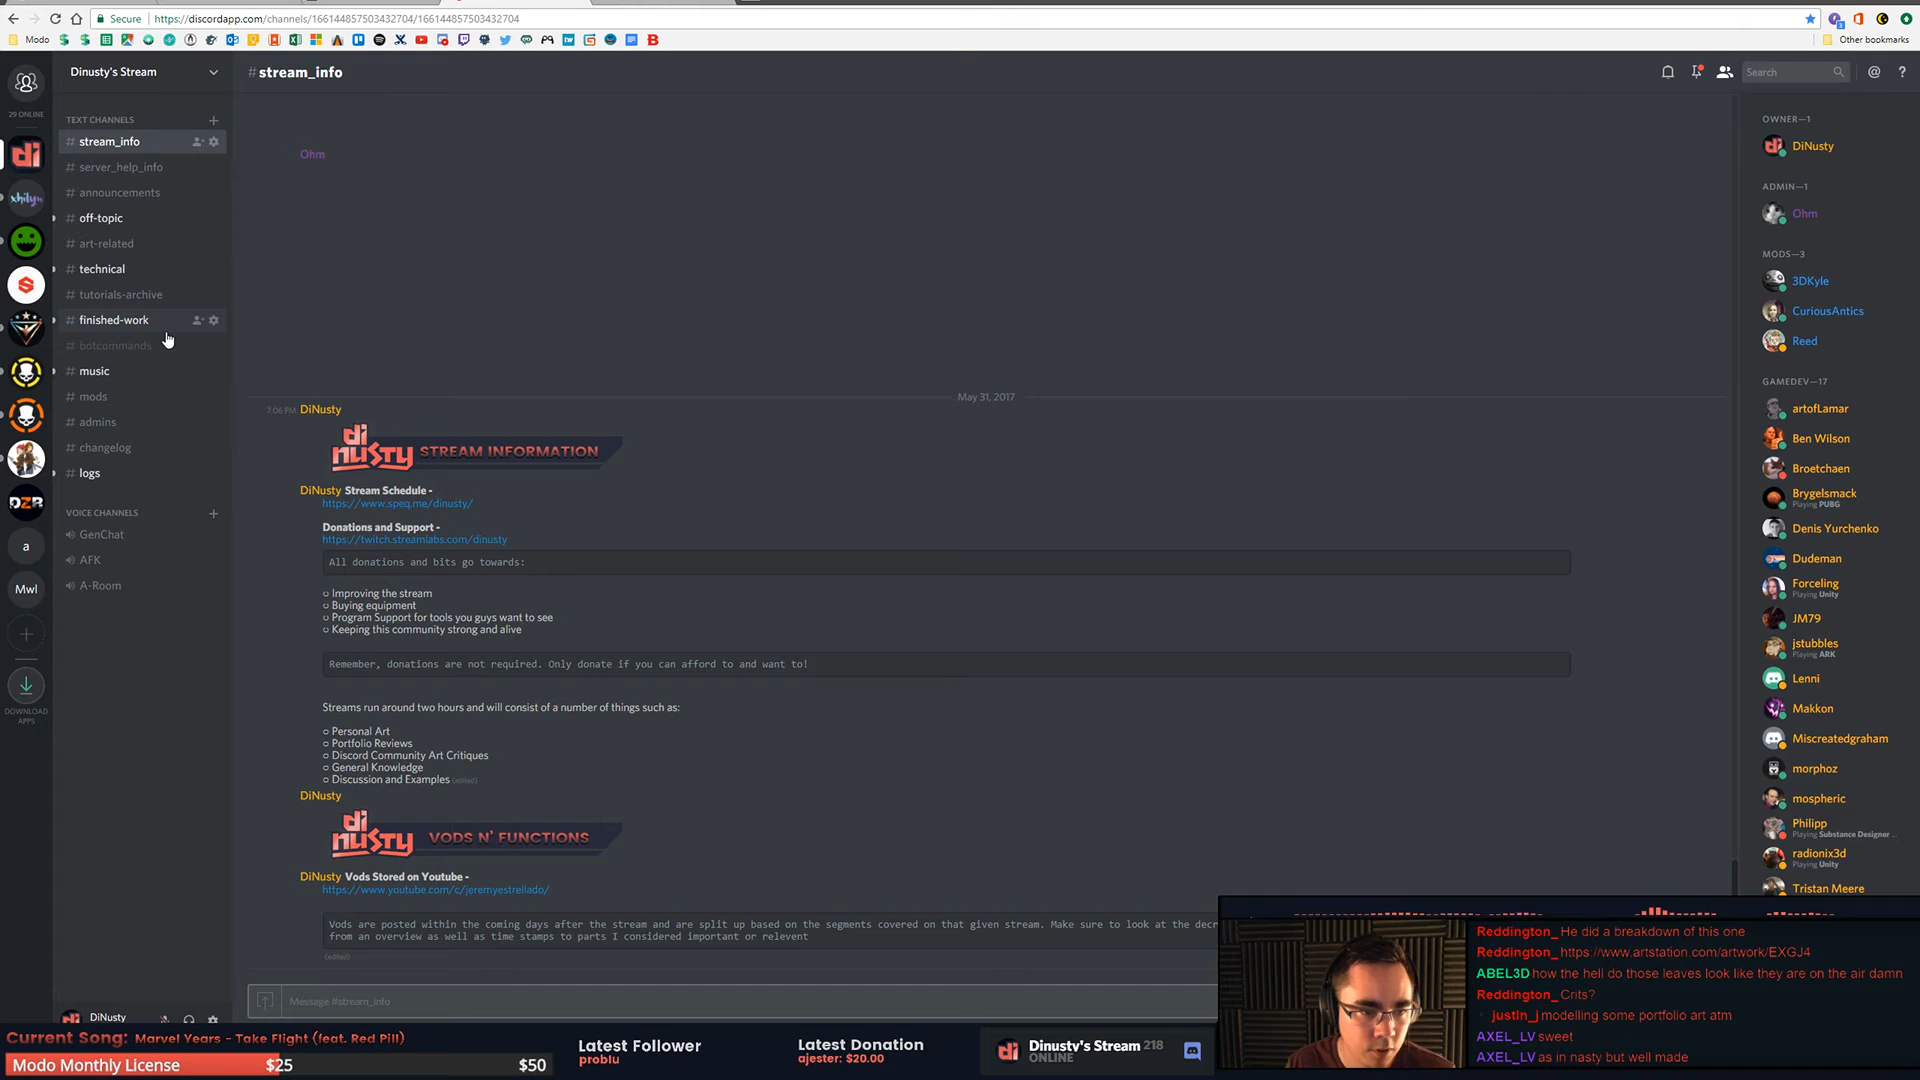 Secure
https://discordapp.com/channels/166144857503432704/166144857503432704
Modo
Other bookmarks
Dinusty's Stream
#stream_info
Search
29 ONLINE
TEXT CHANNELS
# stream_info
# server_help_info
# announcements
# off-topic
# art-related
# technical
# tutorials-archive
# finished-work
# botcommands
# music
# mods
# admins
# changelog
# logs
VOICE CHANNELS
GenChat
AFK
A-Room
di
xhilyn
S
DZR
a
Mwl
DOWNLOAD
APPS
DiNusty
Ohm
May 31, 2017
7:06 PM DiNusty
di nusty STREAM INFORMATION
DiNusty Stream Schedule -
https://www.speq.me/dinusty/
Donations and Support -
https://twitch.streamlabs.com/dinusty
All donations and bits go towards:
○ Improving the stream
○ Buying equipment
○ Program Support for tools you guys want to see
○ Keeping this community strong and alive
Remember, donations are not required. Only donate if you can afford to and want to!
Streams run around two hours and will consist of a number of things such as:
○ Personal Art
○ Portfolio Reviews
○ Discord Community Art Critiques
○ General Knowledge
○ Discussion and Examples (edited)
DiNusty
di nusty VODS N' FUNCTIONS
DiNusty Vods Stored on Youtube -
https://www.youtube.com/c/jeremyestrellado/
Vods are posted within the coming days after the stream and are split up based on the segments covered on that given stream. Make sure to look at the decr
from an overview as well as time stamps to parts I considered important or relevent
(edited)
Message #stream_info
OWNER—1
DiNusty
ADMIN—1
Ohm
MODS—3
3DKyle
CuriousAntics
Reed
GAMEDEV—17
artofLamar
Ben Wilson
Broetchaen
Brygelsmack
Playing PUBG
Denis Yurchenko
Dudeman
Forceling
Playing Unity
JM79
jstubbles
Playing ARK
Lenni
Makkon
Miscreatedgraham
morphoz
mospheric
Philipp
Playing Substance Designer ...
radionix3d
Playing Unity
Tristan Meere
Reddington_ He did a breakdown of this one
Reddington_ https://www.artstation.com/artwork/EXGJ4
ABEL3D how the hell do those leaves look like they are on the air damn
Reddington_ Crits?
justIn_j modelling some portfolio art atm
AXEL_LV sweet
AXEL_LV as in nasty but well made
Current Song: Marvel Years - Take Flight (feat. Red Pill)
Modo Monthly License $25 $50
Latest Follower
problu
Latest Donation
ajester: $20.00
di
Dinusty's Stream 218
ONLINE